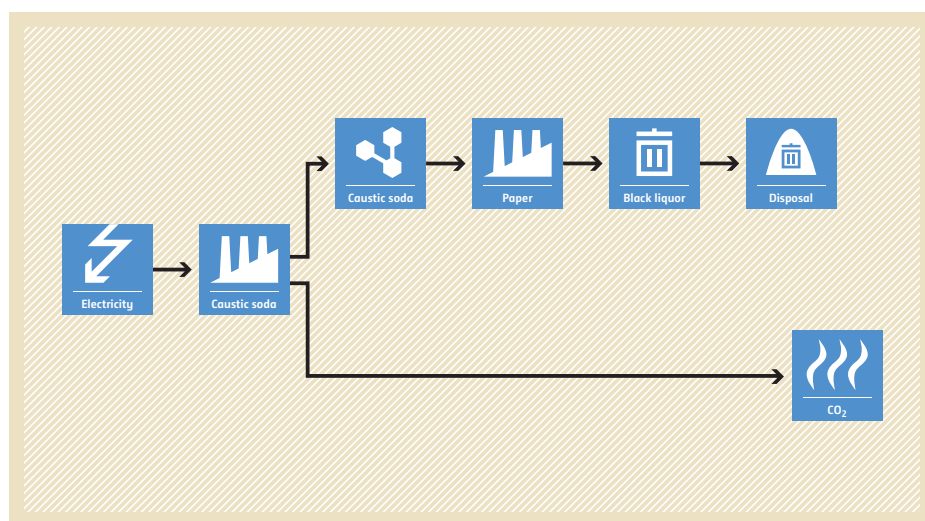 Caustic soda
Paper
Black liquor
Disposal
Electricity
Caustic soda
CO₂